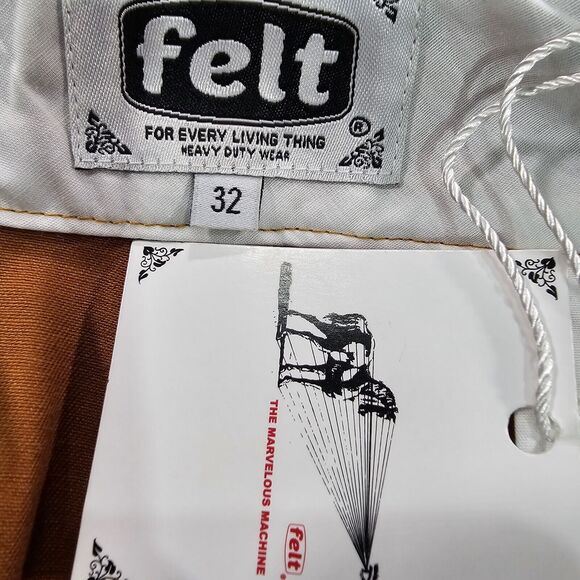 felt
FOR EVERY LIVING THING
®
HEAVY DUTY WEAR
32
THE MARVELOUS MACHINE
felt